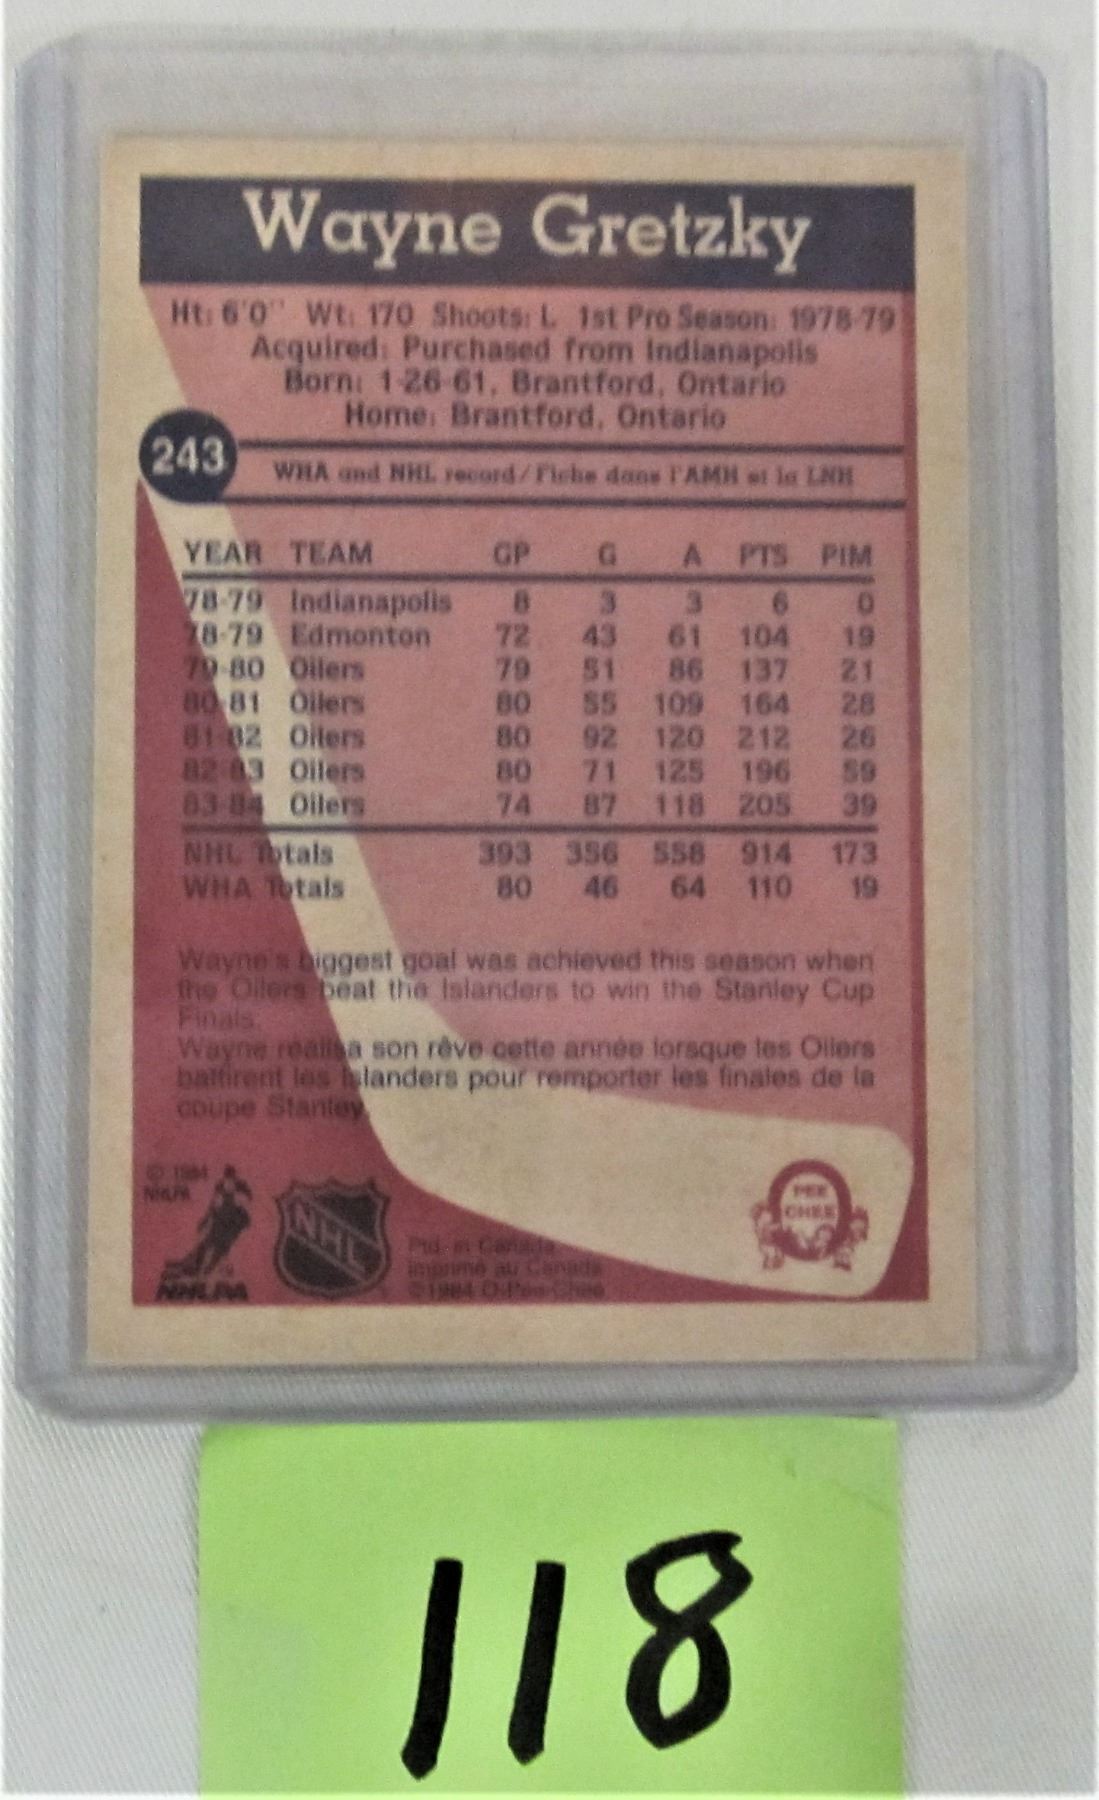 Wayne Gretzky
Ht: 6'0" Wt: 170 Shoots: L 1st Pro Season: 1978-79
Acquired: Purchased from Indianapolis
Born: 1-26-61, Brantford, Ontario
Home: Brantford, Ontario
243
WHA and NHL record/Fiche dans l'AMH et la LNH
YEAR TEAM GP G A PTS PIM
78-79 Indianapolis 8 3 3 6 0
78-79 Edmonton 72 43 61 104 19
79-80 Oilers 79 51 86 137 21
80-81 Oilers 80 55 109 164 28
81-82 Oilers 80 92 120 212 26
82-83 Oilers 80 71 125 196 59
83-84 Oilers 74 87 118 205 39
NHL Totals 393 356 558 914 173
WHA Totals 80 46 64 110 19
Wayne's biggest goal was achieved this season when
the Oilers beat the Islanders to win the Stanley Cup
Finals.
Wayne réalisa son rêve cette année lorsque les Oilers
battirent les Islanders pour remporter les finales de la
coupe Stanley.
© 1984
NHLPA
NHLPA
NHL
Ptd. in Canada
imprimé au Canada
©1984 O-Pee-Chee
PEE
CHEE
118